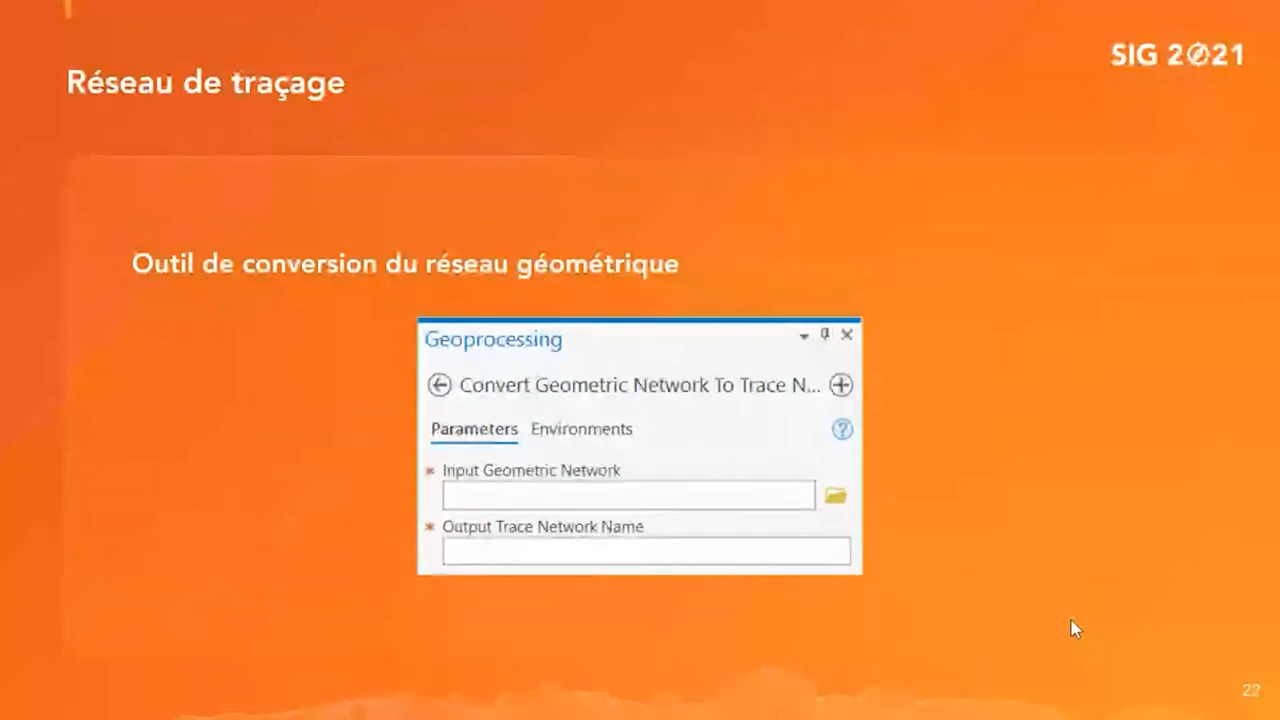 SIG 2021
Réseau de traçage
Outil de conversion du réseau géométrique
Geoprocessing
Convert Geometric Network To Trace N...
Parameters Environments
* Input Geometric Network
* Output Trace Network Name
22